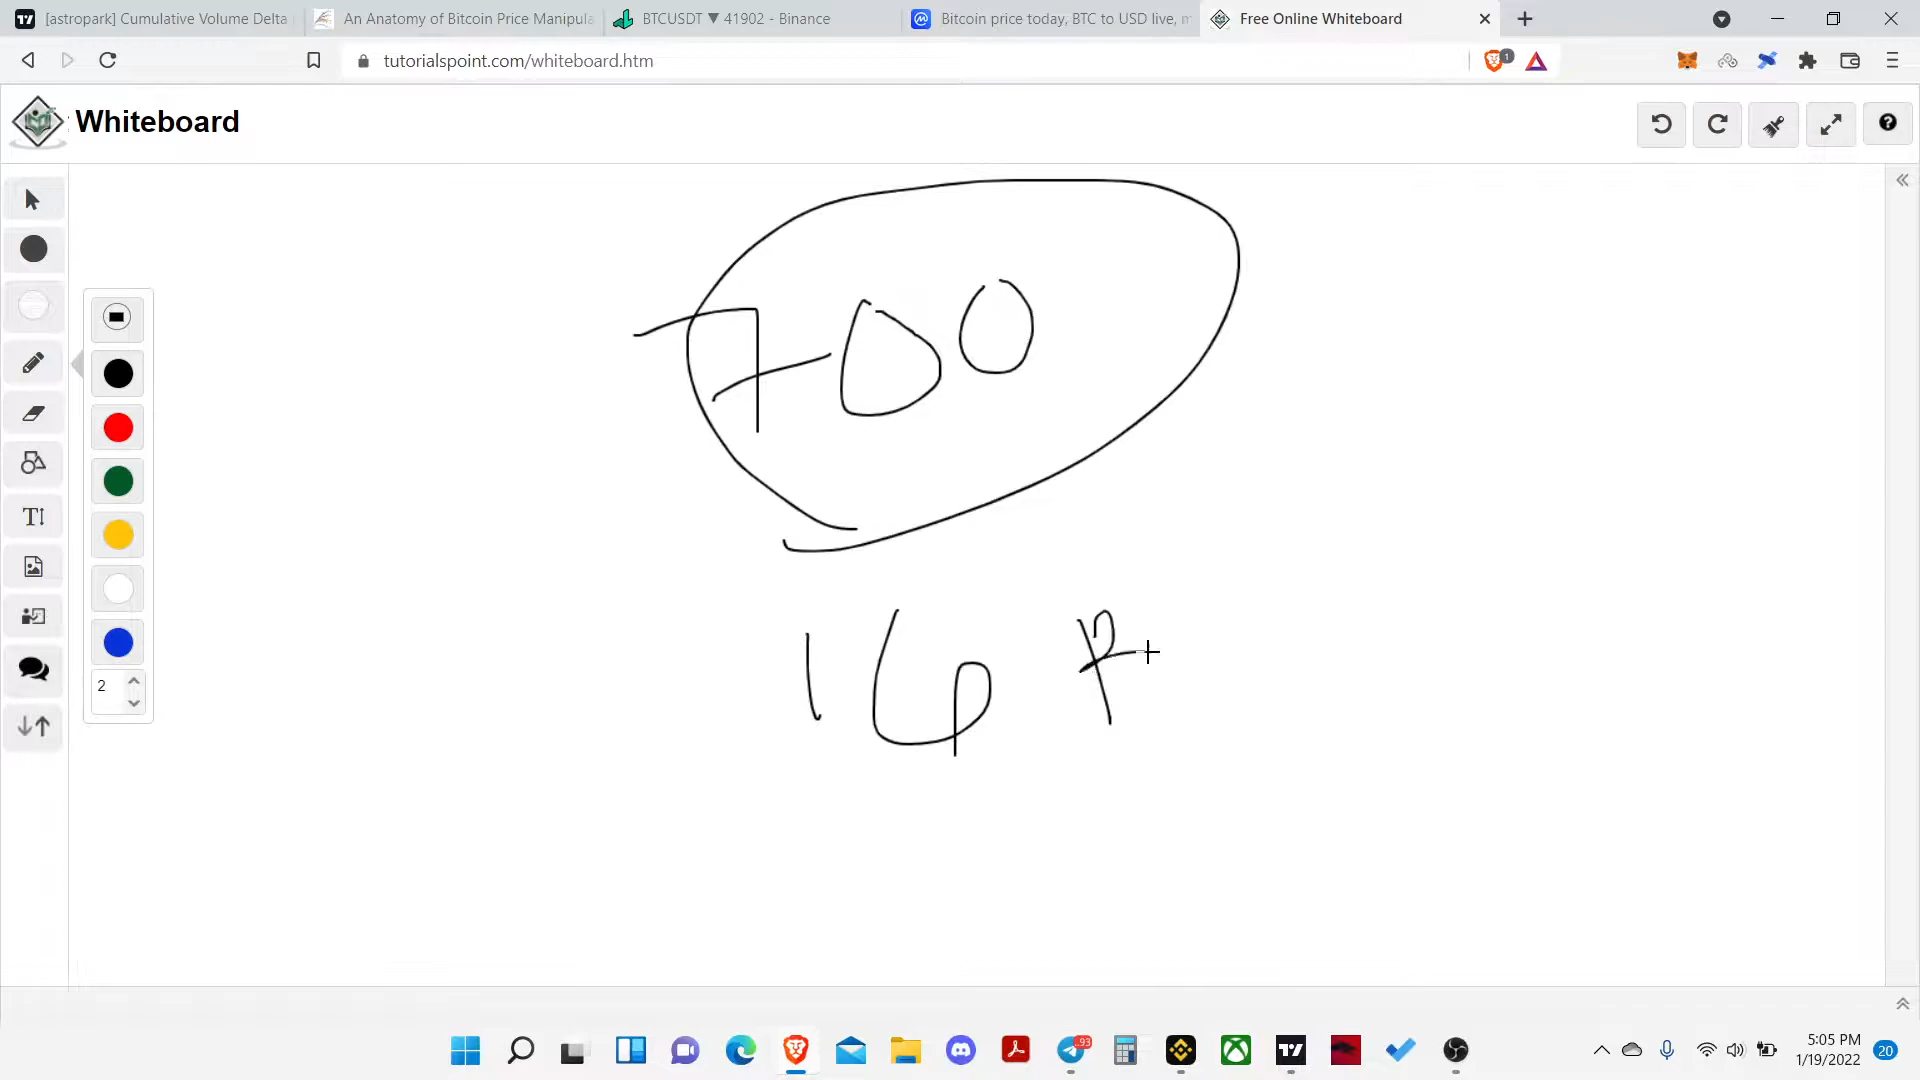 [astropark] Cumulative Volume Delta
An Anatomy of Bitcoin Price Manipula
BTCUSDT ▼ 41902 - Binance
Bitcoin price today, BTC to USD live, m
Free Online Whiteboard
tutorialspoint.com/whiteboard.htm
1
Whiteboard
700
16 P
2
93
5:05 PM
1/19/2022
20